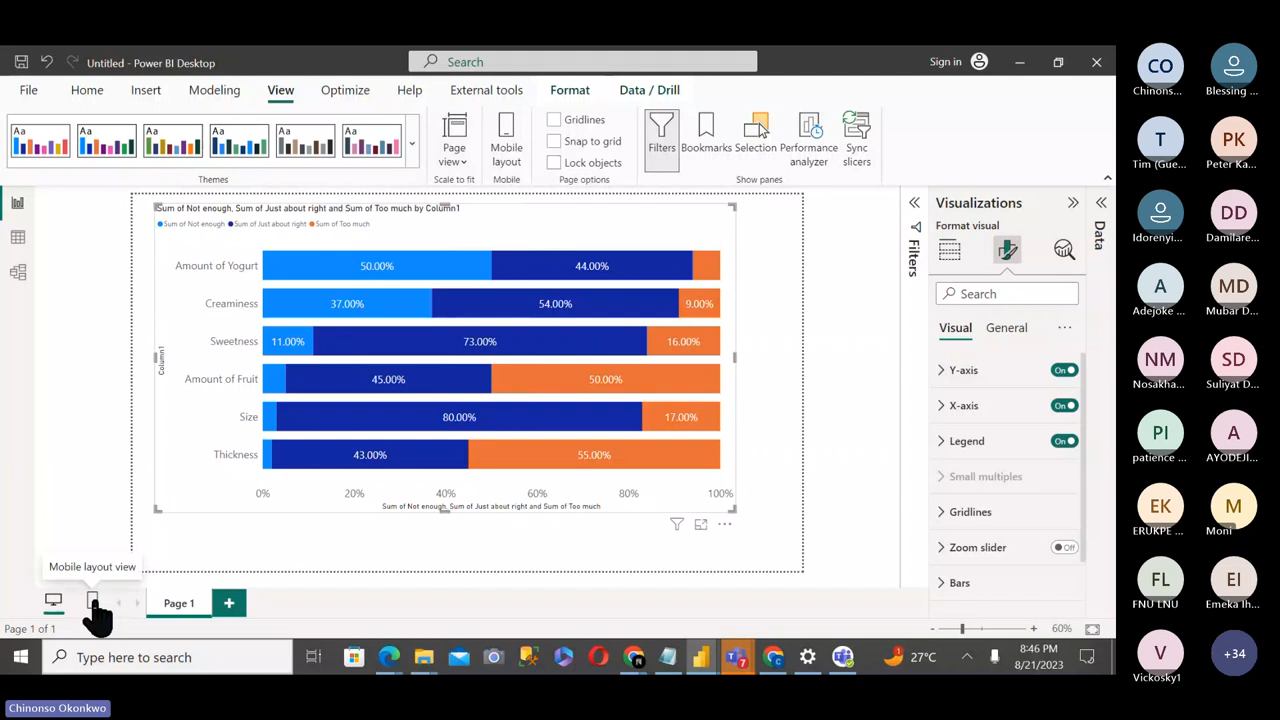 Untitled - Power BI Desktop
Search
Sign in
File Home Insert Modeling View Optimize Help External tools Format Data / Drill
Aa Aa Aa Aa Aa Aa
Page view
Mobile layout
Gridlines
Snap to grid
Lock objects
Filters
Bookmarks
Selection
Performance analyzer
Sync slicers
Themes
Scale to fit
Mobile
Page options
Show panes
Sum of Not enough, Sum of Just about right and Sum of Too much by Column1
Sum of Not enough Sum of Just about right Sum of Too much
Amount of Yogurt 50.00% 44.00%
Creaminess 37.00% 54.00% 9.00%
Sweetness 11.00% 73.00% 16.00%
Amount of Fruit 45.00% 50.00%
Size 80.00% 17.00%
Thickness 43.00% 55.00%
Column1
0% 20% 40% 60% 80% 100%
Sum of Not enough, Sum of Just about right and Sum of Too much
Filters
Visualizations
Format visual
Search
Visual General
Y-axis On
X-axis On
Legend On
Small multiples
Gridlines
Zoom slider Off
Bars
Data
Mobile layout view
Page 1
Page 1 of 1
60%
Type here to search
27°C
8:46 PM
8/21/2023
Chinonso Okonkwo
CO
Chinons...
Blessing ...
T
Tim (Gue...
PK
Peter Ka...
Idorenyi...
DD
Damilare...
A
Adejoke ...
MD
Mubar D...
NM
Nosakha...
SD
Suliyat D...
PI
patience ...
A
AYODEJI...
EK
ERUKPE ...
M
Moni
FL
FNU LNU
EI
Emeka Ih...
V
Vickosky1
+34